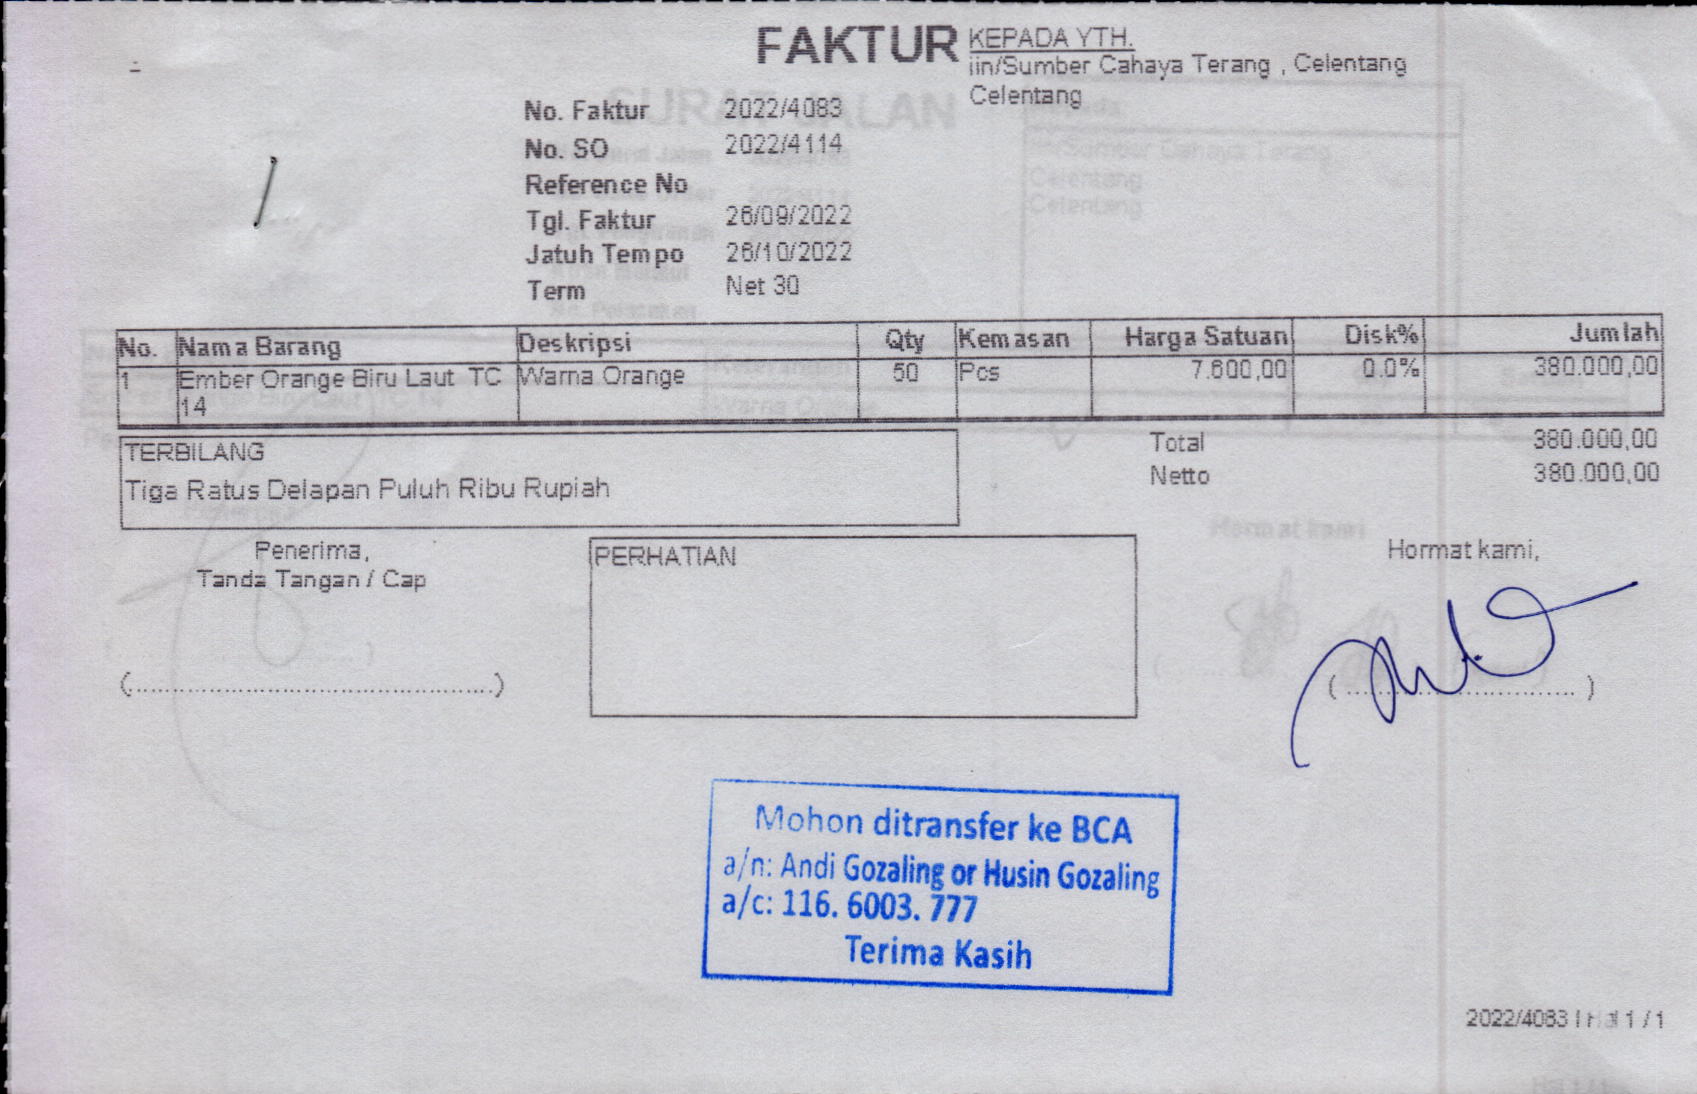 FAKTUR
KEPADA YTH.
iin/Sumber Cahaya Terang , Celentang
Celentang
No. Faktur 2022/4083
No. SO 2022/4114
Reference No
Tgl. Faktur 26/09/2022
Jatuh Tempo 26/10/2022
Term Net 30
No. Nama Barang Deskripsi Qty Kemasan Harga Satuan Disk% Jumlah
1 Ember Orange Biru Laut TC Warna Orange 50 Pcs 7.600,00 0.0% 380.000,00
14
TERBILANG
Tiga Ratus Delapan Puluh Ribu Rupiah
Total 380.000,00
Netto 380.000,00
Penerima,
Tanda Tangan / Cap
(..............................................)
PERHATIAN
Hormat kami,
( .............................. )
Mohon ditransfer ke BCA
a/n: Andi Gozaling or Husin Gozaling
a/c: 116. 6003. 777
Terima Kasih
2022/4083 | Hal 1 / 1